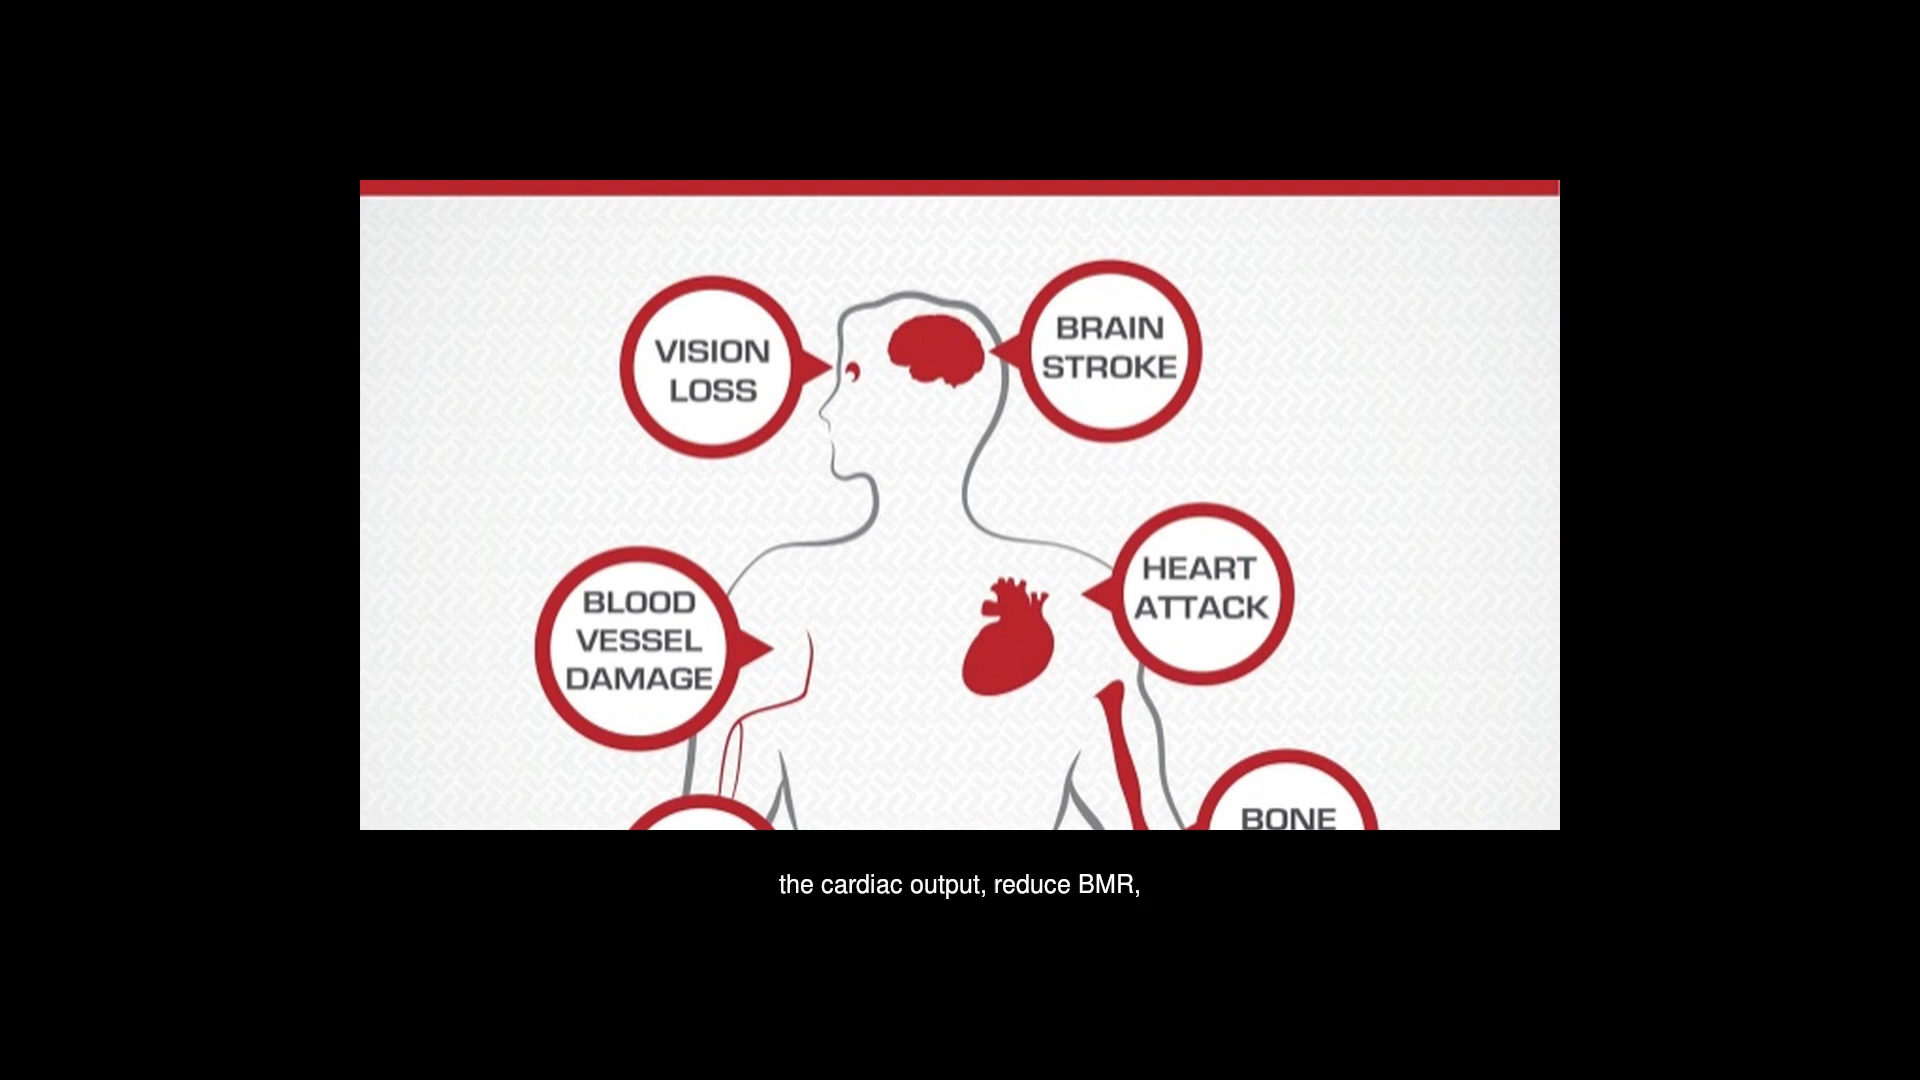 VISION
LOSS
BRAIN
STROKE
HEART
ATTACK
BLOOD
VESSEL
DAMAGE
BONE
the cardiac output, reduce BMR,